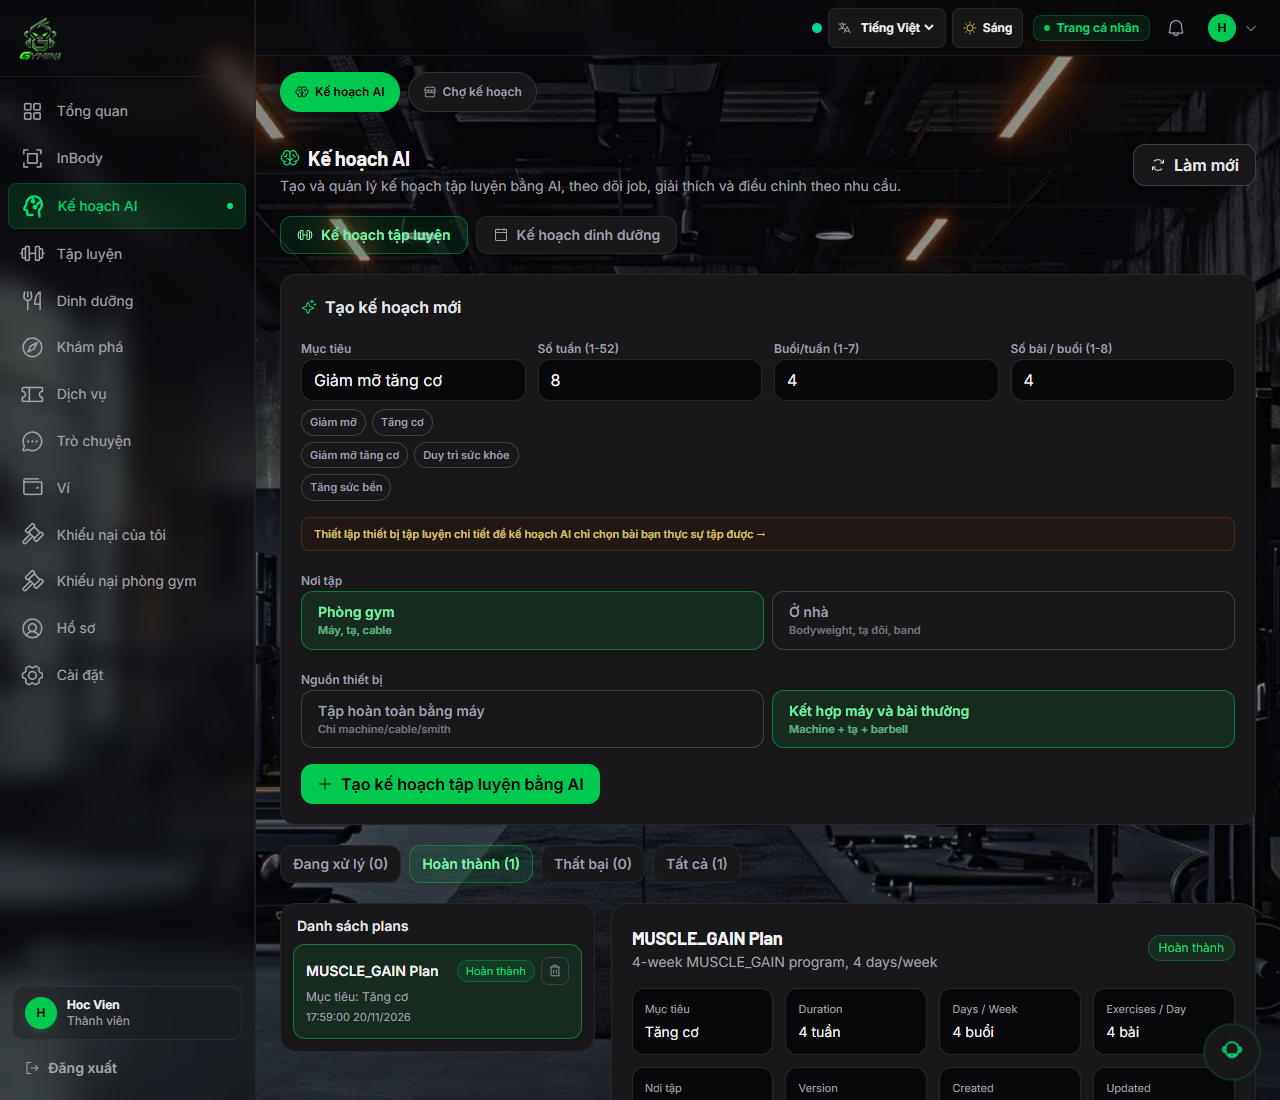 GYMINI
Tổng quan
InBody
Kế hoạch AI
Tập luyện
Dinh dưỡng
Khám phá
Dịch vụ
Trò chuyện
Ví
Khiếu nại của tôi
Khiếu nại phòng gym
Hồ sơ
Cài đặt
H
Hoc Vien
Thành viên
Đăng xuất
Tiếng Việt
Sáng
Trang cá nhân
H
Kế hoạch AI
Chợ kế hoạch
Kế hoạch AI
Tạo và quản lý kế hoạch tập luyện bằng AI, theo dõi job, giải thích và điều chỉnh theo nhu cầu.
Làm mới
Kế hoạch tập luyện
Kế hoạch dinh dưỡng
Tạo kế hoạch mới
Mục tiêu
Số tuần (1-52)
Buổi/tuần (1-7)
Số bài / buổi (1-8)
Giảm mỡ tăng cơ
8
4
4
Giảm mỡ
Tăng cơ
Giảm mỡ tăng cơ
Duy trì sức khỏe
Tăng sức bền
Thiết lập thiết bị tập luyện chi tiết để kế hoạch AI chỉ chọn bài bạn thực sự tập được →
Nơi tập
Phòng gym
Máy, tạ, cable
Ở nhà
Bodyweight, tạ đôi, band
Nguồn thiết bị
Tập hoàn toàn bằng máy
Chỉ machine/cable/smith
Kết hợp máy và bài thường
Machine + tạ + barbell
+ Tạo kế hoạch tập luyện bằng AI
Đang xử lý (0)
Hoàn thành (1)
Thất bại (0)
Tất cả (1)
Danh sách plans
MUSCLE_GAIN Plan
Hoàn thành
Mục tiêu: Tăng cơ
17:59:00 20/11/2026
MUSCLE_GAIN Plan
4-week MUSCLE_GAIN program, 4 days/week
Hoàn thành
Mục tiêu
Tăng cơ
Duration
4 tuần
Days / Week
4 buổi
Exercises / Day
4 bài
Nơi tập
Version
Created
Updated